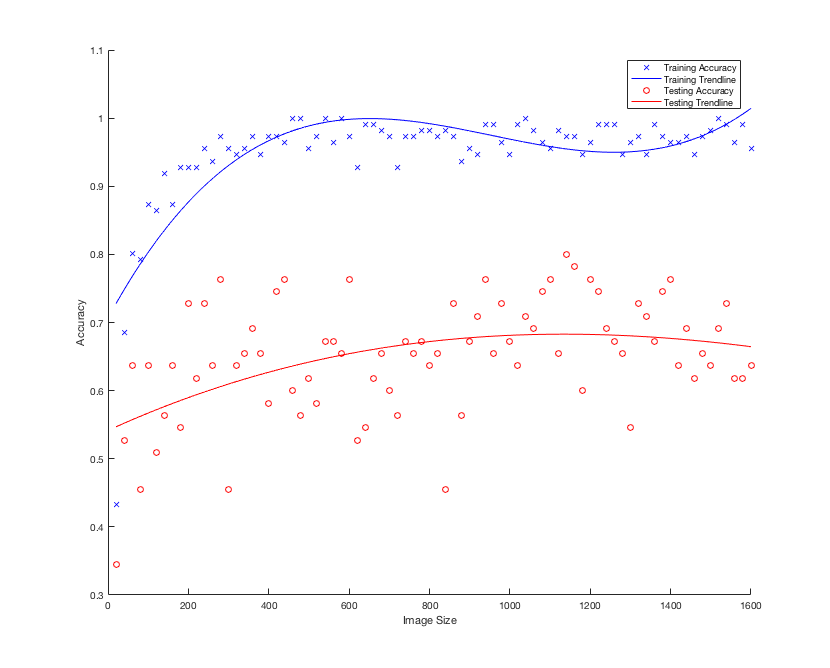 1.1
1
0.9
0.8
0.7
0.6
0.5
0.4
0.3
Accuracy
Training Accuracy
Training Trendline
Testing Accuracy
Testing Trendline
0 200 400 600 800 1000 1200 1400 1600
Image Size